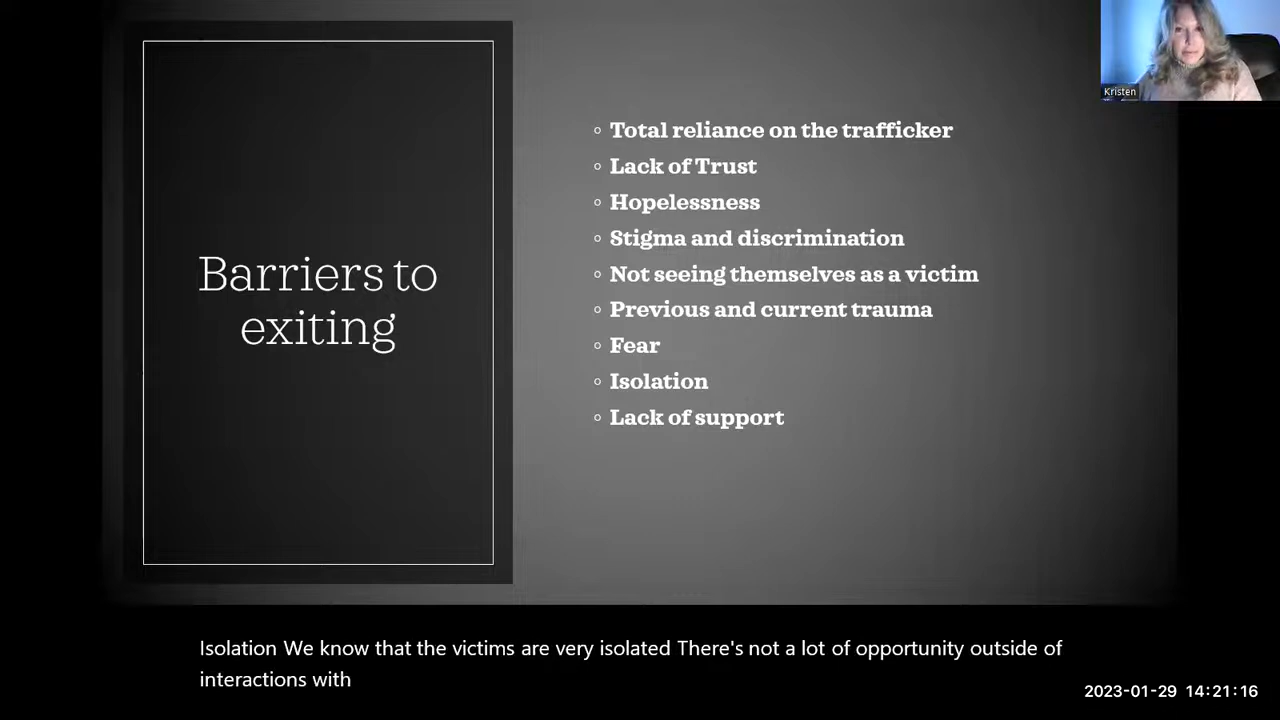 Barriers to
exiting
◦ Total reliance on the trafficker
◦ Lack of Trust
◦ Hopelessness
◦ Stigma and discrimination
◦ Not seeing themselves as a victim
◦ Previous and current trauma
◦ Fear
◦ Isolation
◦ Lack of support
Kristen
Isolation We know that the victims are very isolated There's not a lot of opportunity outside of
interactions with
2023-01-29 14:21:16